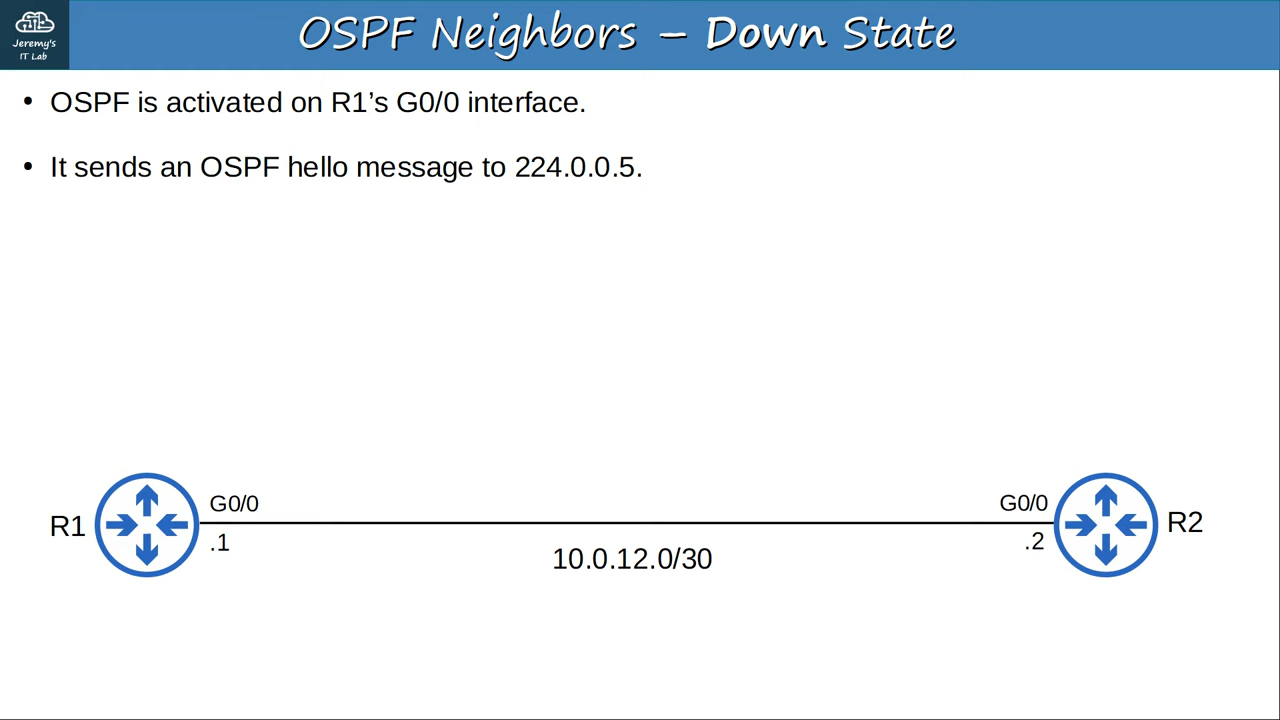 Jeremy's
IT Lab
OSPF Neighbors – Down State
• OSPF is activated on R1’s G0/0 interface.
• It sends an OSPF hello message to 224.0.0.5.
R1
G0/0
.1
10.0.12.0/30
G0/0
.2
R2